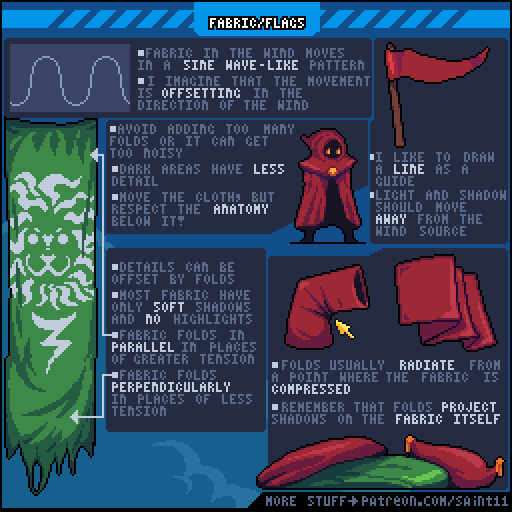 FABRIC/FLAGS
■FABRIC IN THE WIND MOVES
IN A SINE WAVE-LIKE PATTERN
■I IMAGINE THAT THE MOVEMENT
IS OFFSETTING IN THE
DIRECTION OF THE WIND
■AVOID ADDING TOO MANY
FOLDS OR IT CAN GET
TOO NOISY
■DARK AREAS HAVE LESS
DETAIL
■MOVE THE CLOTH, BUT
RESPECT THE ANATOMY
BELOW IT!
■I LIKE TO DRAW
A LINE AS A
GUIDE
■LIGHT AND SHADOW
SHOULD MOVE
AWAY FROM THE
WIND SOURCE
■DETAILS CAN BE
OFFSET BY FOLDS
■MOST FABRIC HAVE
ONLY SOFT SHADOWS
AND NO HIGHLIGHTS
■FABRIC FOLDS IN
PARALLEL IN PLACES
OF GREATER TENSION
■FABRIC FOLDS
PERPENDICULARLY
IN PLACES OF LESS
TENSION
■FOLDS USUALLY RADIATE FROM
A POINT WHERE THE FABRIC IS
COMPRESSED
■REMEMBER THAT FOLDS PROJECT
SHADOWS ON THE FABRIC ITSELF
MORE STUFF→PATREON.COM/SAINT11